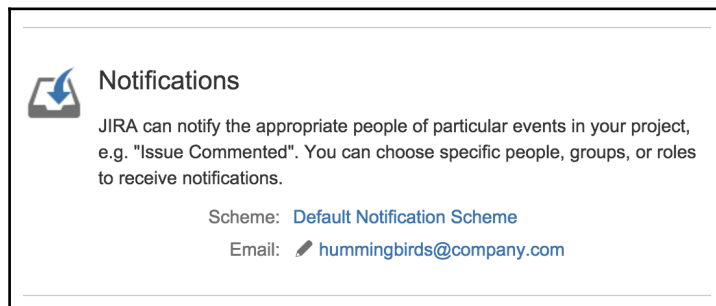 Notifications
JIRA can notify the appropriate people of particular events in your project,
e.g. "Issue Commented". You can choose specific people, groups, or roles
to receive notifications.
Scheme: Default Notification Scheme
Email: hummingbirds@company.com